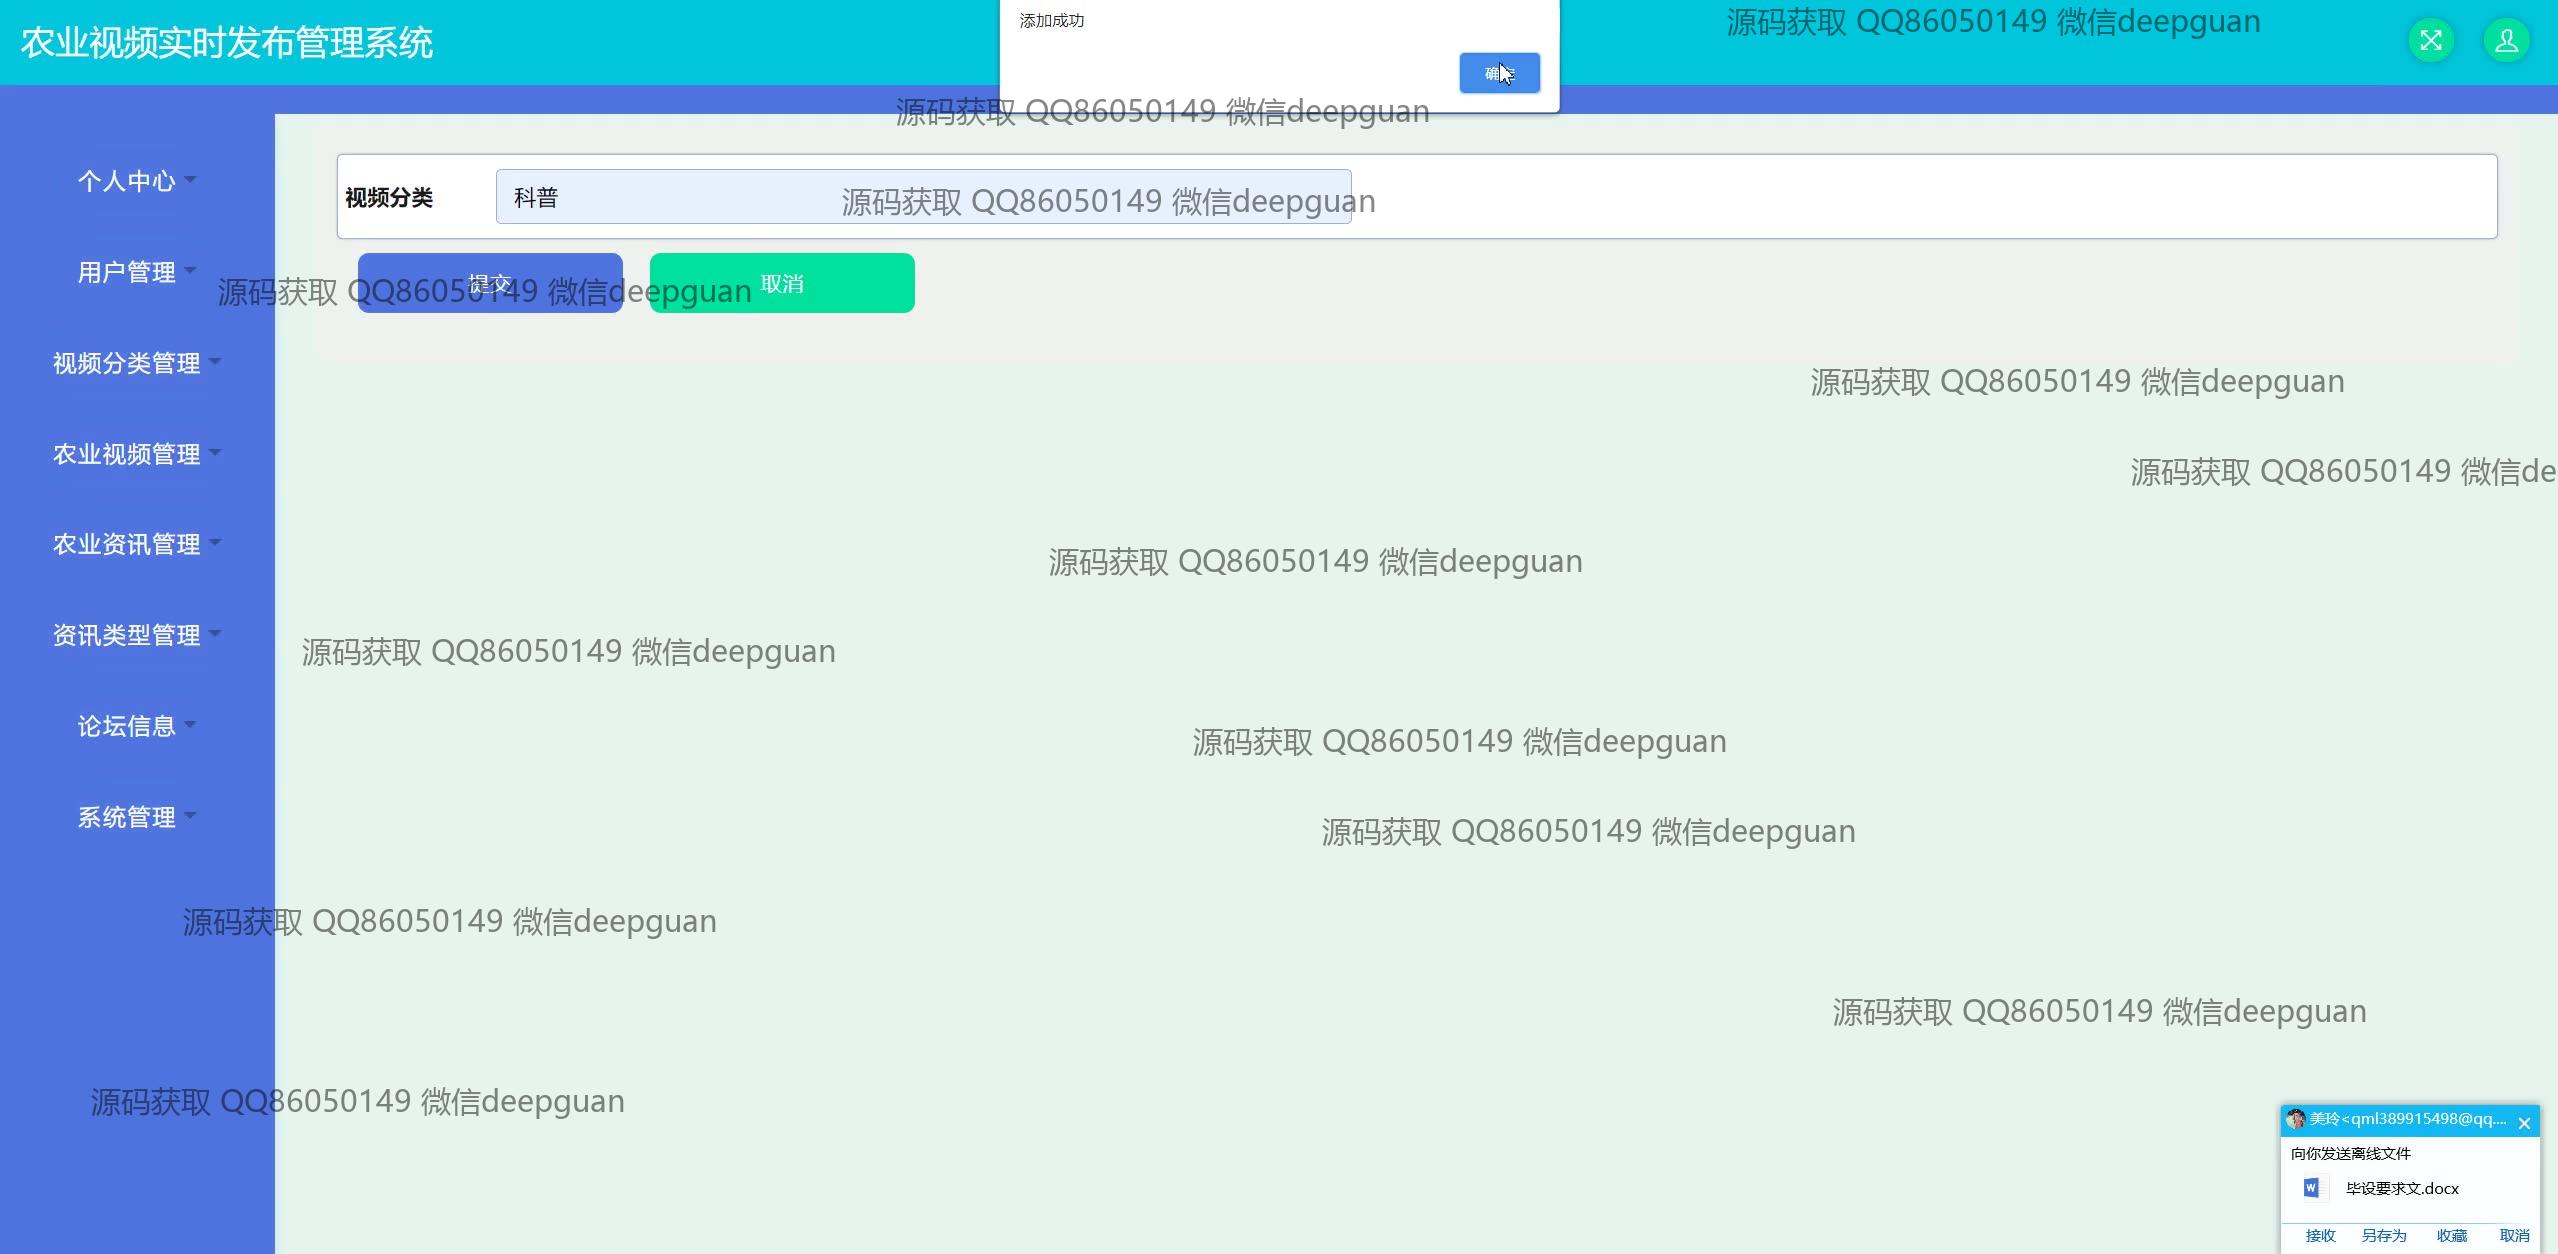 农业视频实时发布管理系统
添加成功
确定
源码获取 QQ86050149 微信deepguan
源码获取 QQ86050149 微信deepguan
个人中心
视频分类
科普
源码获取 QQ86050149 微信deepguan
用户管理
提交
取消
源码获取 QQ86050149 微信deepguan
视频分类管理
源码获取 QQ86050149 微信deepguan
农业视频管理
源码获取 QQ86050149 微信de
农业资讯管理
源码获取 QQ86050149 微信deepguan
资讯类型管理
源码获取 QQ86050149 微信deepguan
论坛信息
源码获取 QQ86050149 微信deepguan
系统管理
源码获取 QQ86050149 微信deepguan
源码获取 QQ86050149 微信deepguan
源码获取 QQ86050149 微信deepguan
源码获取 QQ86050149 微信deepguan
美玲<qml389915498@qq....
向你发送离线文件
毕设要求文.docx
接收 另存为 收藏 取消